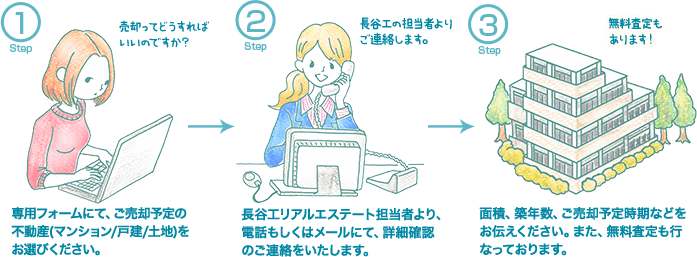 1
Step
売却ってどうすれば
いいのですか？
専用フォームにて、ご売却予定の
不動産(マンション/戸建/土地)を
お選びください。
2
Step
長谷工の担当者より
ご連絡します。
長谷工リアルエステート担当者より、
電話もしくはメールにて、詳細確認
のご連絡をいたします。
3
Step
無料査定も
あります！
面積、築年数、ご売却予定時期などを
お伝えください。また、無料査定も行
なっております。